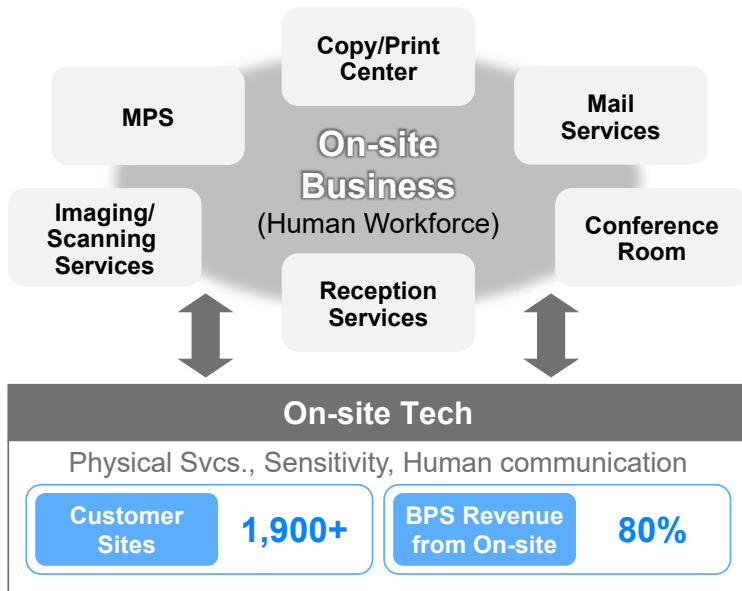 Copy/Print
Center
MPS
Mail
Services
On-site
Business
(Human Workforce)
Imaging/
Scanning
Services
Conference
Room
Reception
Services
On-site Tech
Physical Svcs., Sensitivity, Human communication
Customer
Sites
1,900+
BPS Revenue
from On-site
80%